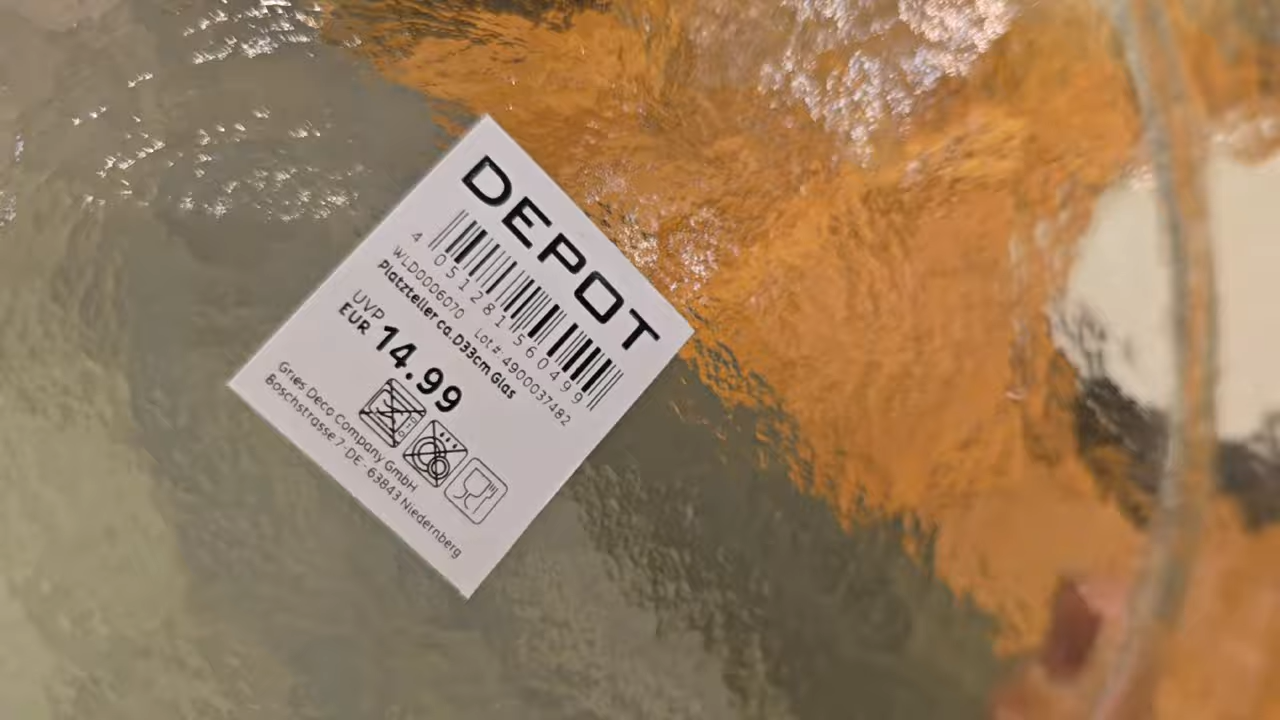 DEPOT
4 051281 560499
WLD0006070 Lot #: 4900037482
Platzteller ca.D33cm Glas
UVP
EUR 14.99
Gries Deco Company GmbH
Boschstrasse 7 - DE - 63843 Niedernberg